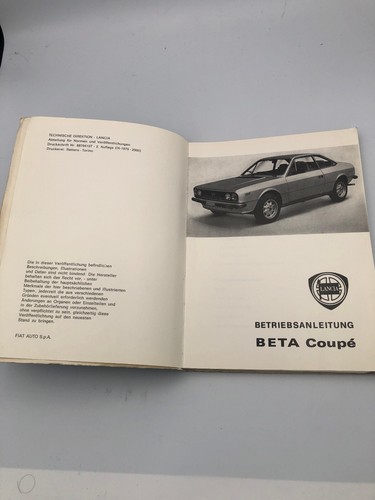 TECHNISCHE DIREKTION - LANCIA
Abteilung für Normen und Veröffentlichungen
Druckschrift Nr.
Auflage
Druckerei:
Die in dieser Veröffentlichung befindlichen
Beschreibungen, Illustrationen
und Daten sind nicht bindend. Die Hersteller
behalten sich das Recht vor - unter
Beibehaltung der hauptsächlichen
Merkmale der hier beschriebenen und illustrierten
Typen, jederzeit die aus verschiedenen
Gründen eventuell erforderlich werdenden
Änderungen an Organen oder Einzelteilen und
in der Zubehörlieferung vorzunehmen,
ohne verpflichtet zu sein, gleichzeitig diese
Veröffentlichung auf den neuesten
Stand zu bringen.
FIAT AUTO S.p.A.
LANCIA
BETRIEBSANLEITUNG
BETA Coupé